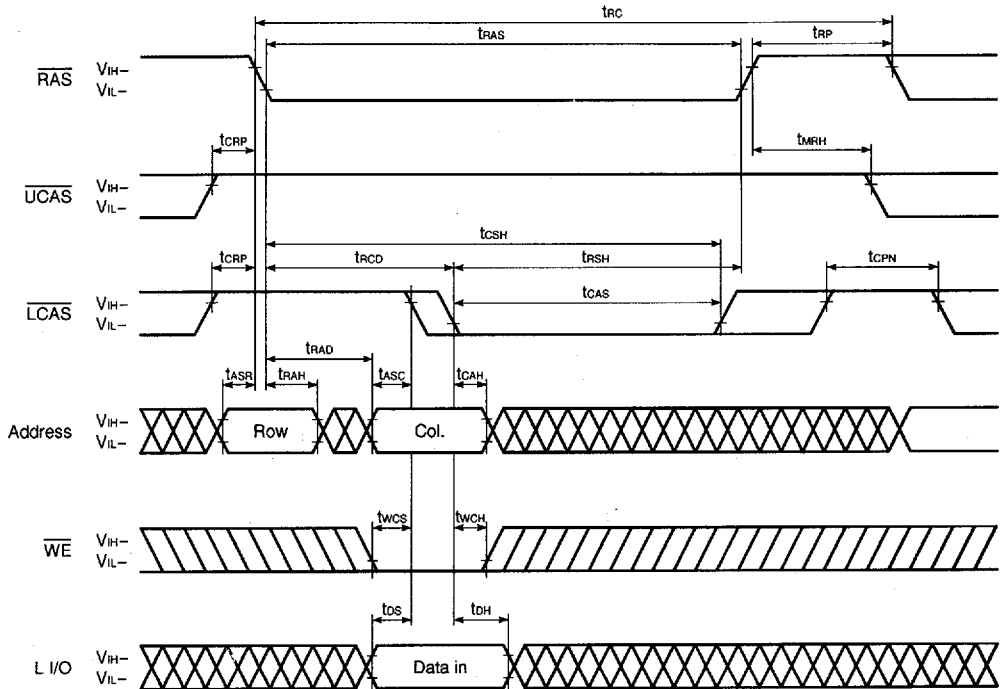 tRC
tRAS
tRP
RAS
VIH–
VIL–
tCRP
tMRH
UCAS
VIH–
VIL–
tCSH
tCRP
tRCD
tRSH
tCPN
tCAS
LCAS
VIH–
VIL–
tRAD
tASR
tRAH
tASC
tCAH
Address
VIH–
VIL–
Row
Col.
tWCS
tWCH
WE
VIH–
VIL–
tDS
tDH
L I/O
VIH–
VIL–
Data in